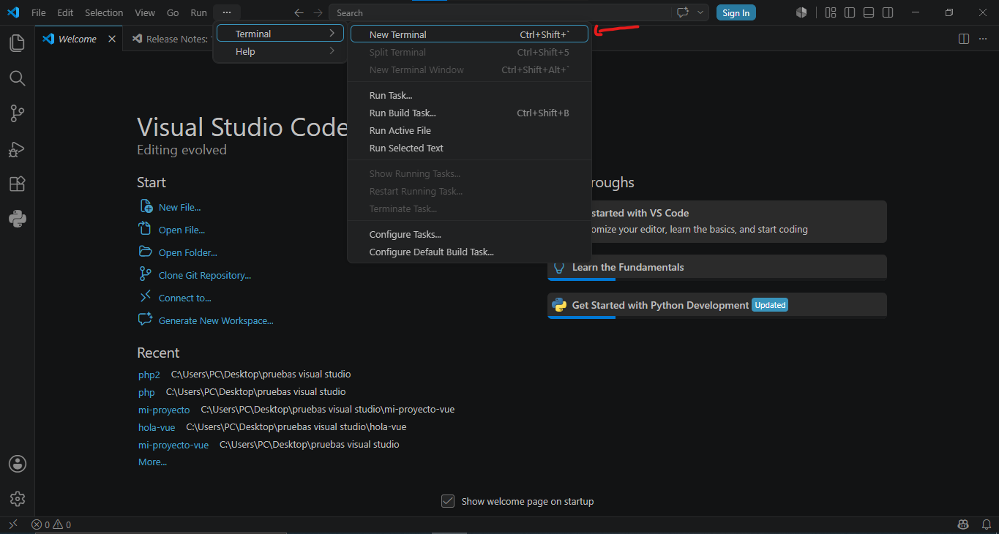 File Edit Selection View Go Run ... Search Sign In
Welcome Release Notes:
Terminal
Help
New Terminal Ctrl+Shift+`
Split Terminal Ctrl+Shift+5
New Terminal Window Ctrl+Shift+Alt+`
Run Task...
Run Build Task... Ctrl+Shift+B
Run Active File
Run Selected Text
Show Running Tasks...
Restart Running Task...
Terminate Task...
Configure Tasks...
Configure Default Build Task...
Visual Studio Code
Editing evolved
Start
New File...
Open File...
Open Folder...
Clone Git Repository...
Connect to...
Generate New Workspace...
Recent
php2 C:\Users\PC\Desktop\pruebas visual studio
php C:\Users\PC\Desktop\pruebas visual studio
mi-proyecto C:\Users\PC\Desktop\pruebas visual studio\mi-proyecto-vue
hola-vue C:\Users\PC\Desktop\pruebas visual studio\hola-vue
mi-proyecto-vue C:\Users\PC\Desktop\pruebas visual studio
More...
roughs
started with VS Code
omize your editor, learn the basics, and start coding
Learn the Fundamentals
Get Started with Python Development Updated
Show welcome page on startup
0 0